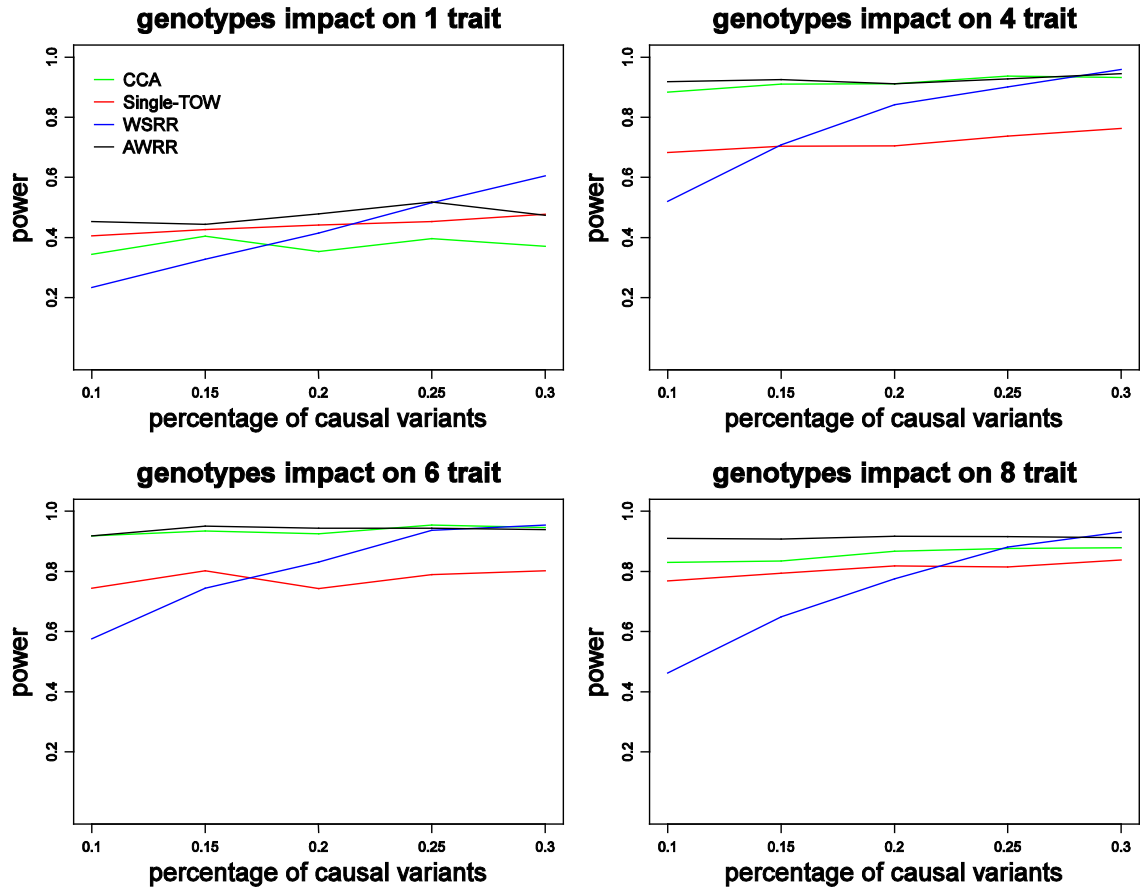 genotypes impact on 1 trait
power
1.0
0.8
0.6
0.4
0.2
CCA
Single-TOW
WSRR
AWRR
0.1 0.15 0.2 0.25 0.3
percentage of causal variants
genotypes impact on 4 trait
power
1.0
0.8
0.6
0.4
0.2
0.1 0.15 0.2 0.25 0.3
percentage of causal variants
genotypes impact on 6 trait
power
1.0
0.8
0.6
0.4
0.2
0.1 0.15 0.2 0.25 0.3
percentage of causal variants
genotypes impact on 8 trait
power
1.0
0.8
0.6
0.4
0.2
0.1 0.15 0.2 0.25 0.3
percentage of causal variants